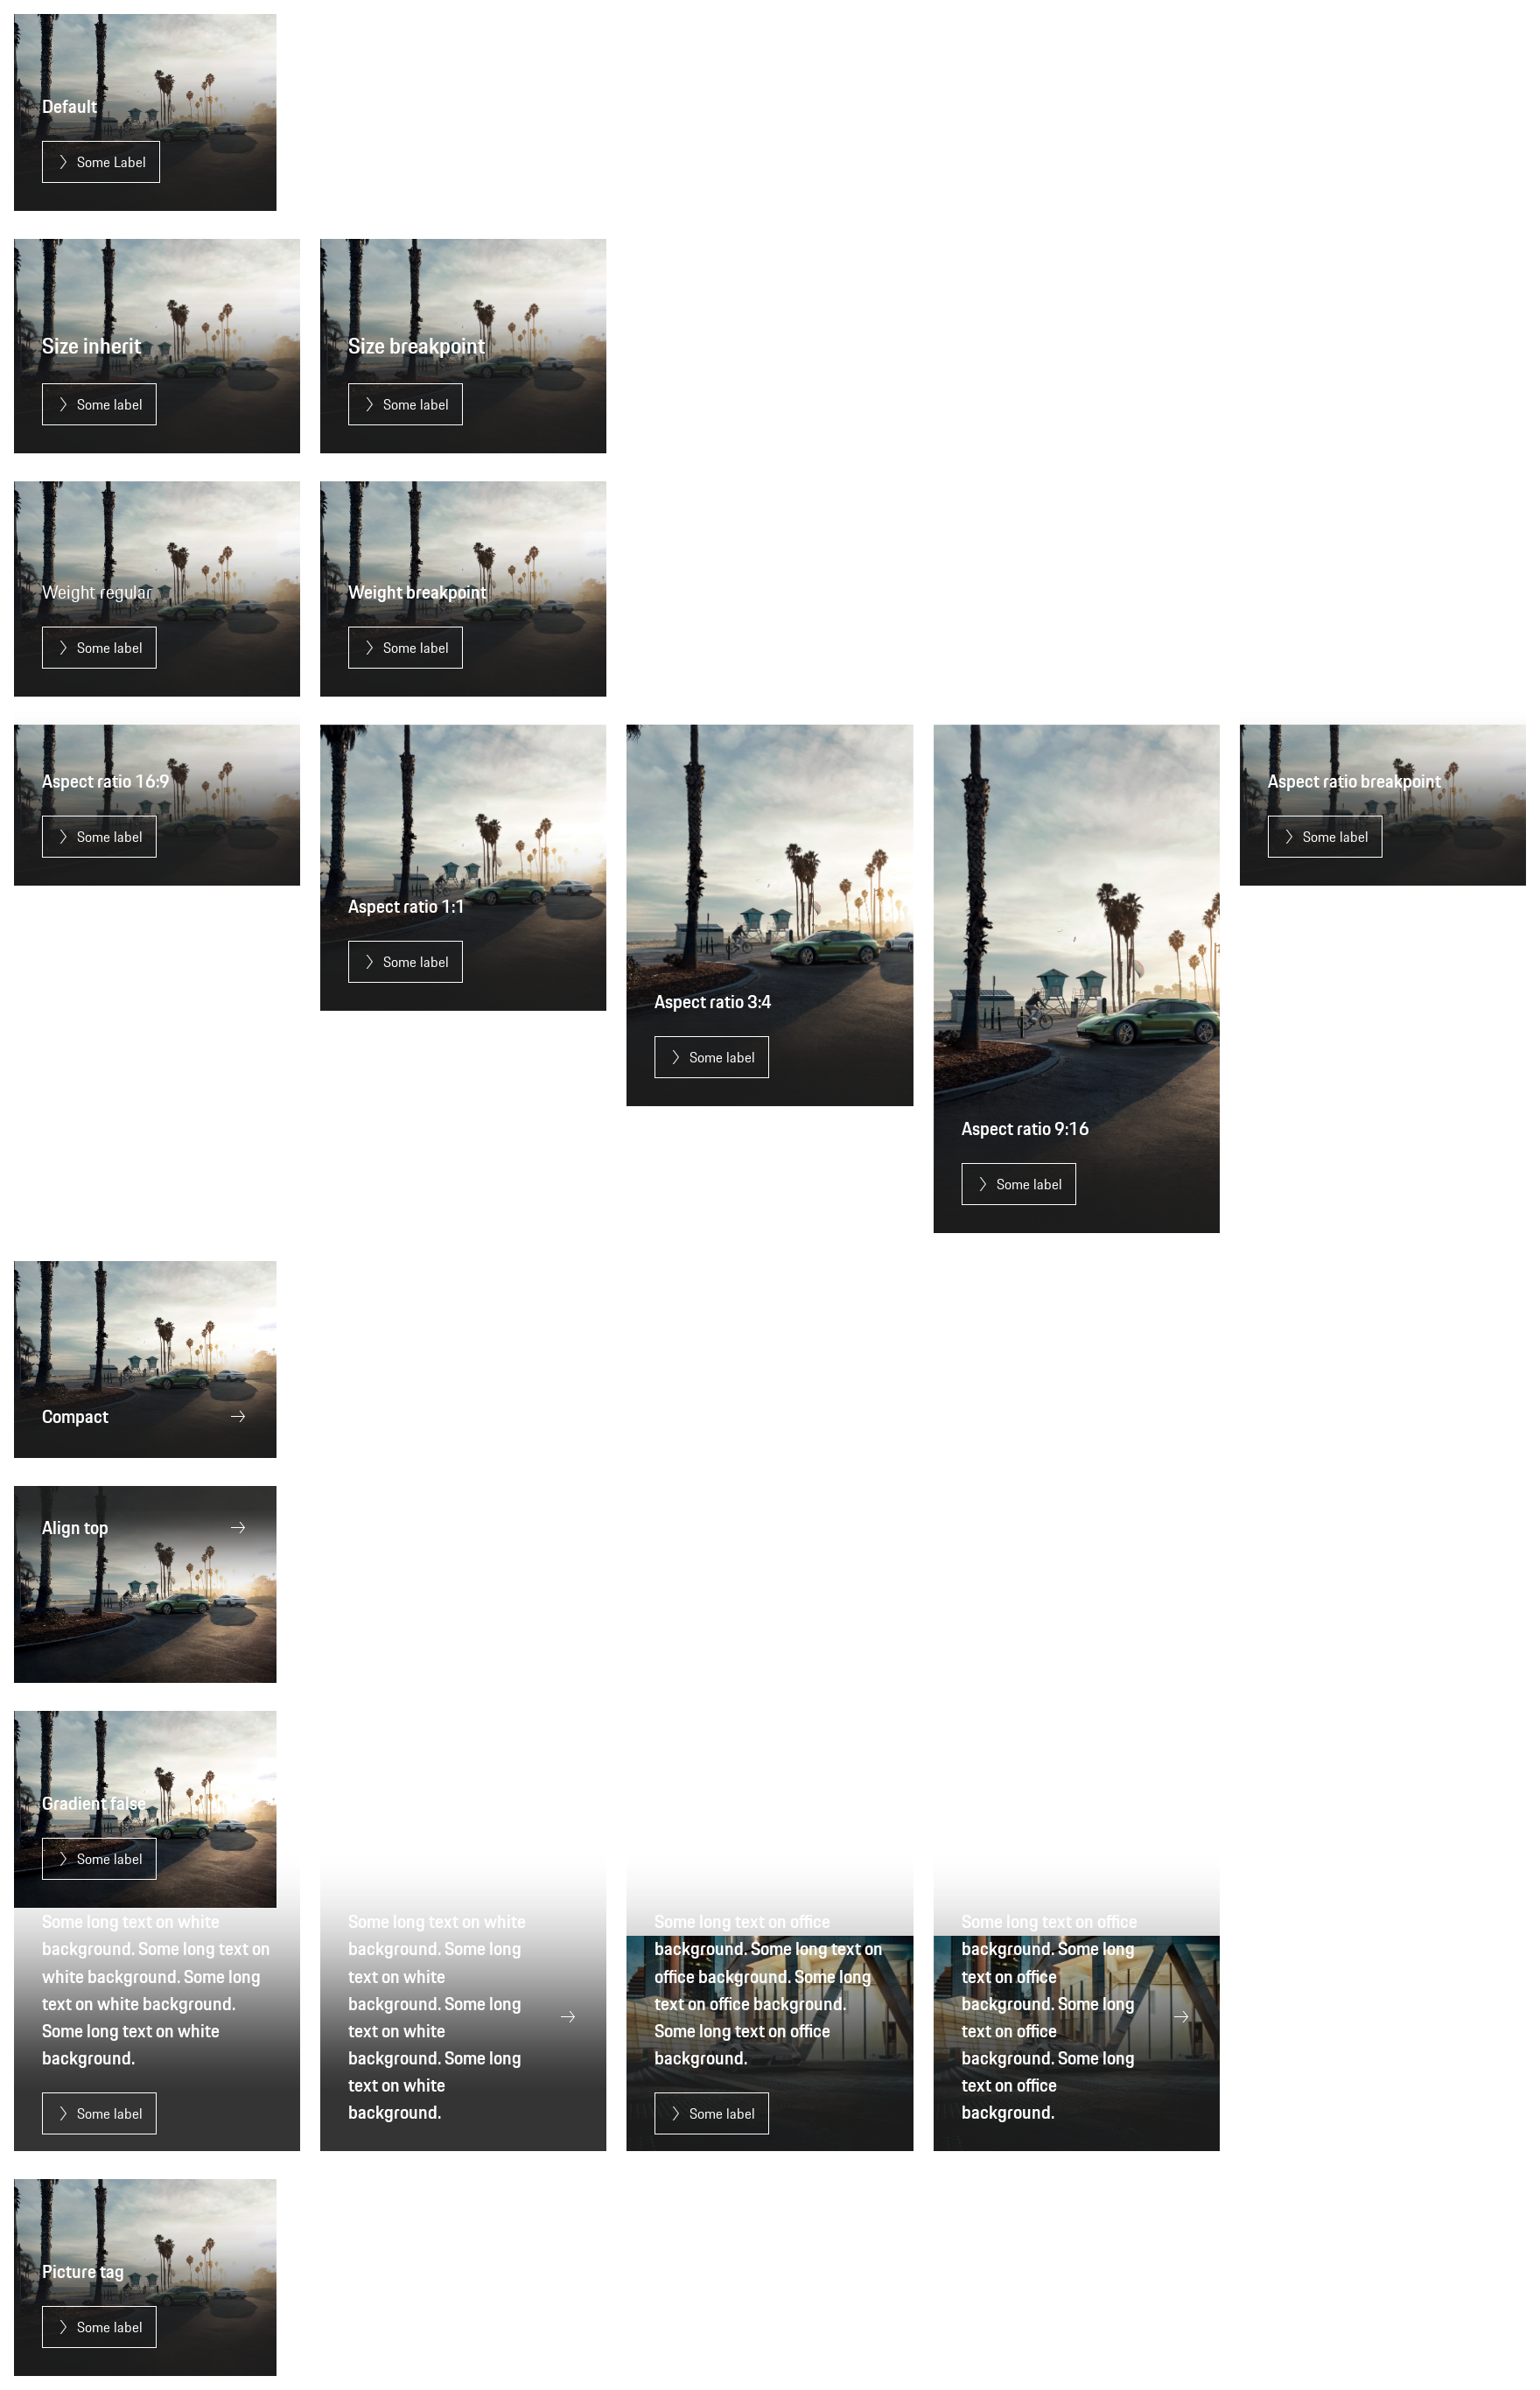 Default
Some Label
Size inherit
Some label
Size breakpoint
Some label
Weight regular
Some label
Weight breakpoint
Some label
Aspect ratio 16:9
Some label
Aspect ratio 1:1
Some label
Aspect ratio 3:4
Some label
Aspect ratio 9:16
Some label
Aspect ratio breakpoint
Some label
Compact
Align top
Gradient false
Some label
Some long text on white
background. Some long text on
white background. Some long
text on white background.
Some long text on white
background.
Some label
Some long text on white
background. Some long
text on white
background. Some long
text on white
background. Some long
text on white
background.
Some long text on office
background. Some long text on
office background. Some long
text on office background.
Some long text on office
background.
Some label
Some long text on office
background. Some long
text on office
background. Some long
text on office
background. Some long
text on office
background.
Picture tag
Some label